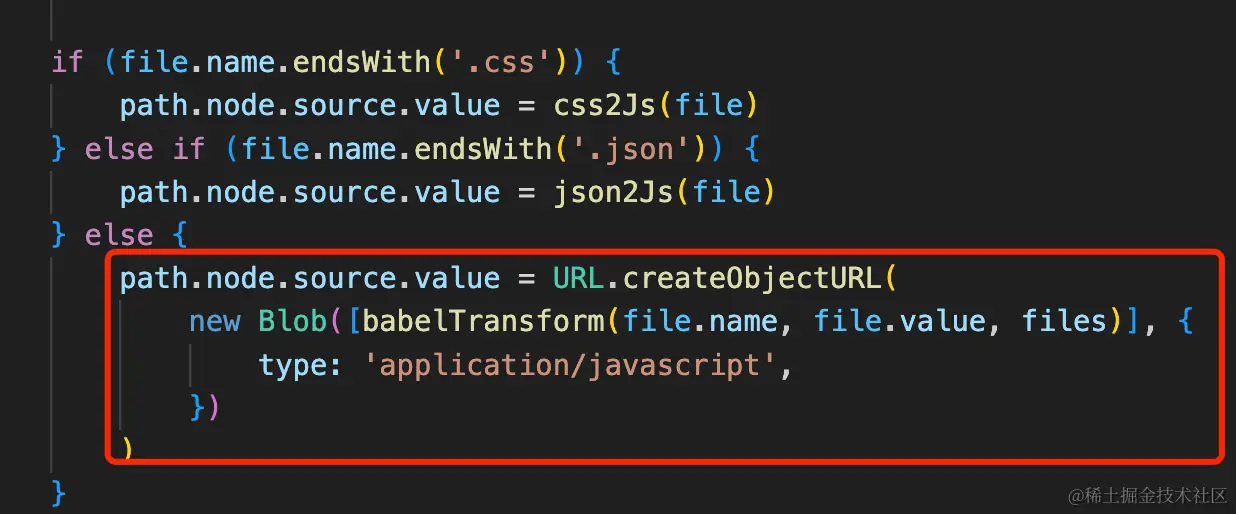 if (file.name.endsWith('.css')) {
    path.node.source.value = css2Js(file)
} else if (file.name.endsWith('.json')) {
    path.node.source.value = json2Js(file)
} else {
    path.node.source.value = URL.createObjectURL(
        new Blob([babelTransform(file.name, file.value, files)], {
            type: 'application/javascript',
        })
    )
}
@稀土掘金技术社区